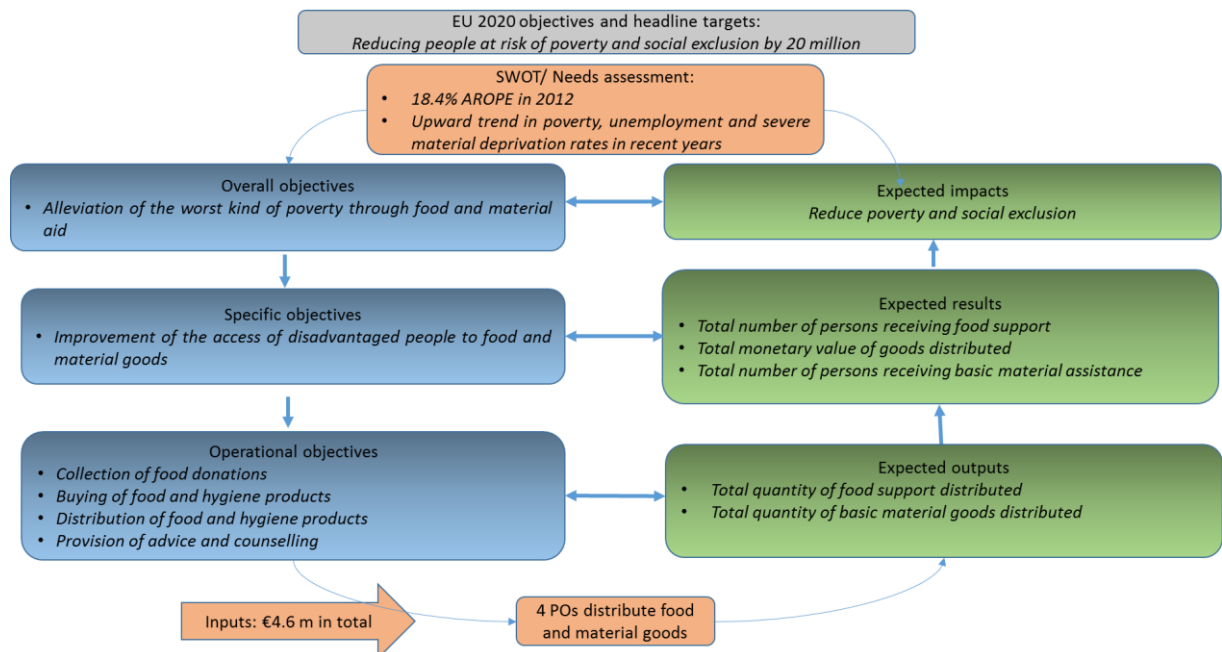 EU 2020 objectives and headline targets:
Reducing people at risk of poverty and social exclusion by 20 million
SWOT/ Needs assessment:
• 18.4% AROPE in 2012
• Upward trend in poverty, unemployment and severe
material deprivation rates in recent years
Overall objectives
• Alleviation of the worst kind of poverty through food and material
aid
Expected impacts
Reduce poverty and social exclusion
Specific objectives
• Improvement of the access of disadvantaged people to food and
material goods
Expected results
• Total number of persons receiving food support
• Total monetary value of goods distributed
• Total number of persons receiving basic material assistance
Operational objectives
• Collection of food donations
• Buying of food and hygiene products
• Distribution of food and hygiene products
• Provision of advice and counselling
Expected outputs
• Total quantity of food support distributed
• Total quantity of basic material goods distributed
Inputs: €4.6 m in total
4 POs distribute food
and material goods